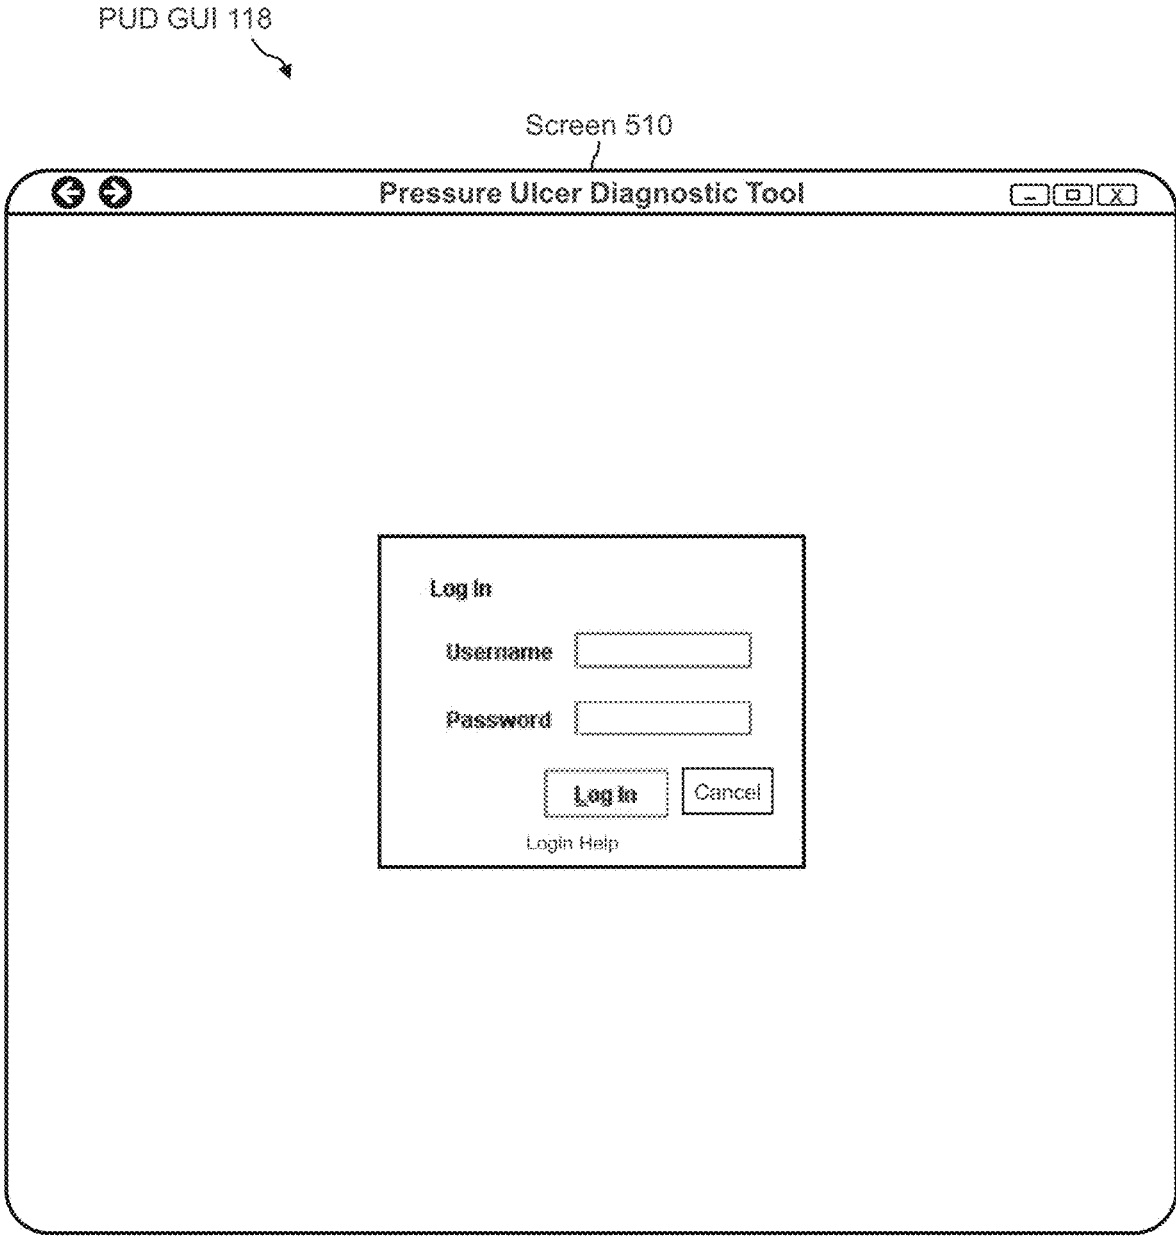 PUD GUI 118
Screen 510
Pressure Ulcer Diagnostic Tool
X
Log In
Username
Password
Log In
Cancel
Login Help